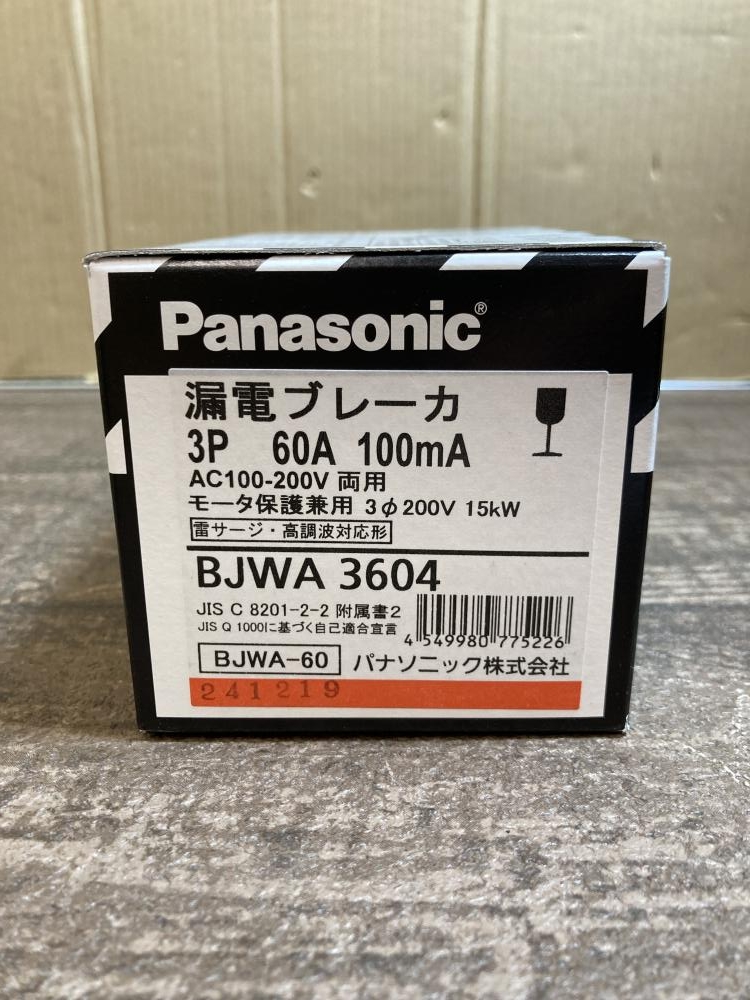 Panasonic®
漏電ブレーカ
3P 60A 100mA
AC100-200V 両用
モータ保護兼用 3φ200V 15kW
雷サージ・高調波対応形
BJWA 3604
JIS C 8201-2-2 附属書2
JIS Q 1000に基づく自己適合宣言
4 549980 775226
BJWA-60 パナソニック株式会社
241219